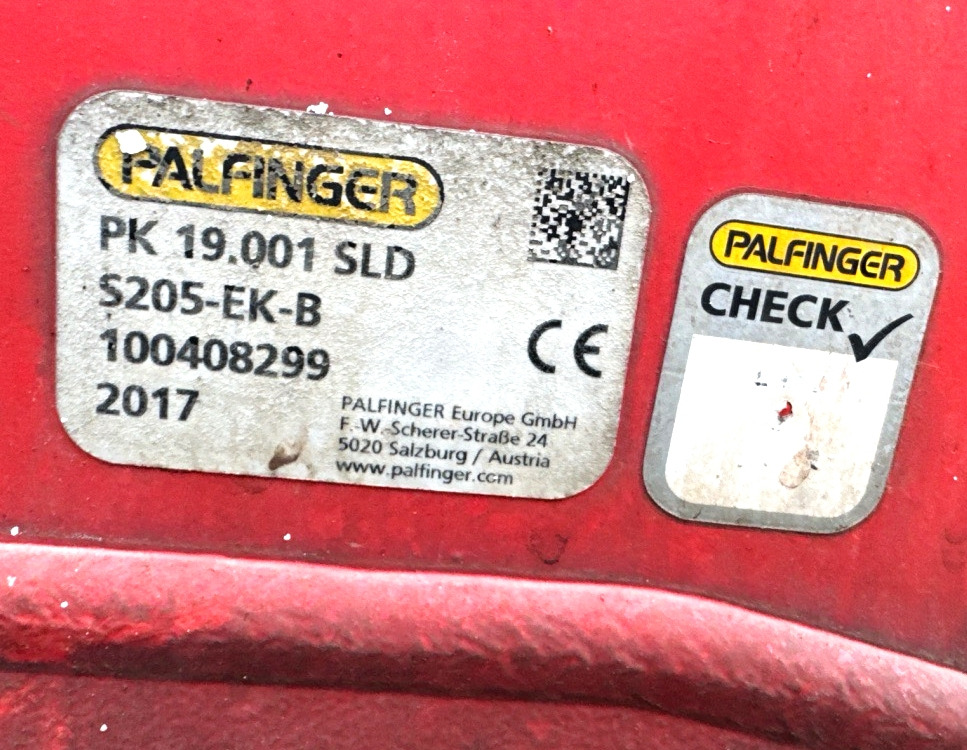 PALFINGER
PK 19.001 SLD
S205-EK-B
100408299
2017
CE
PALFINGER Europe GmbH
F.-W.-Scherer-Straße 24
5020 Salzburg / Austria
www.palfinger.com
PALFINGER
CHECK